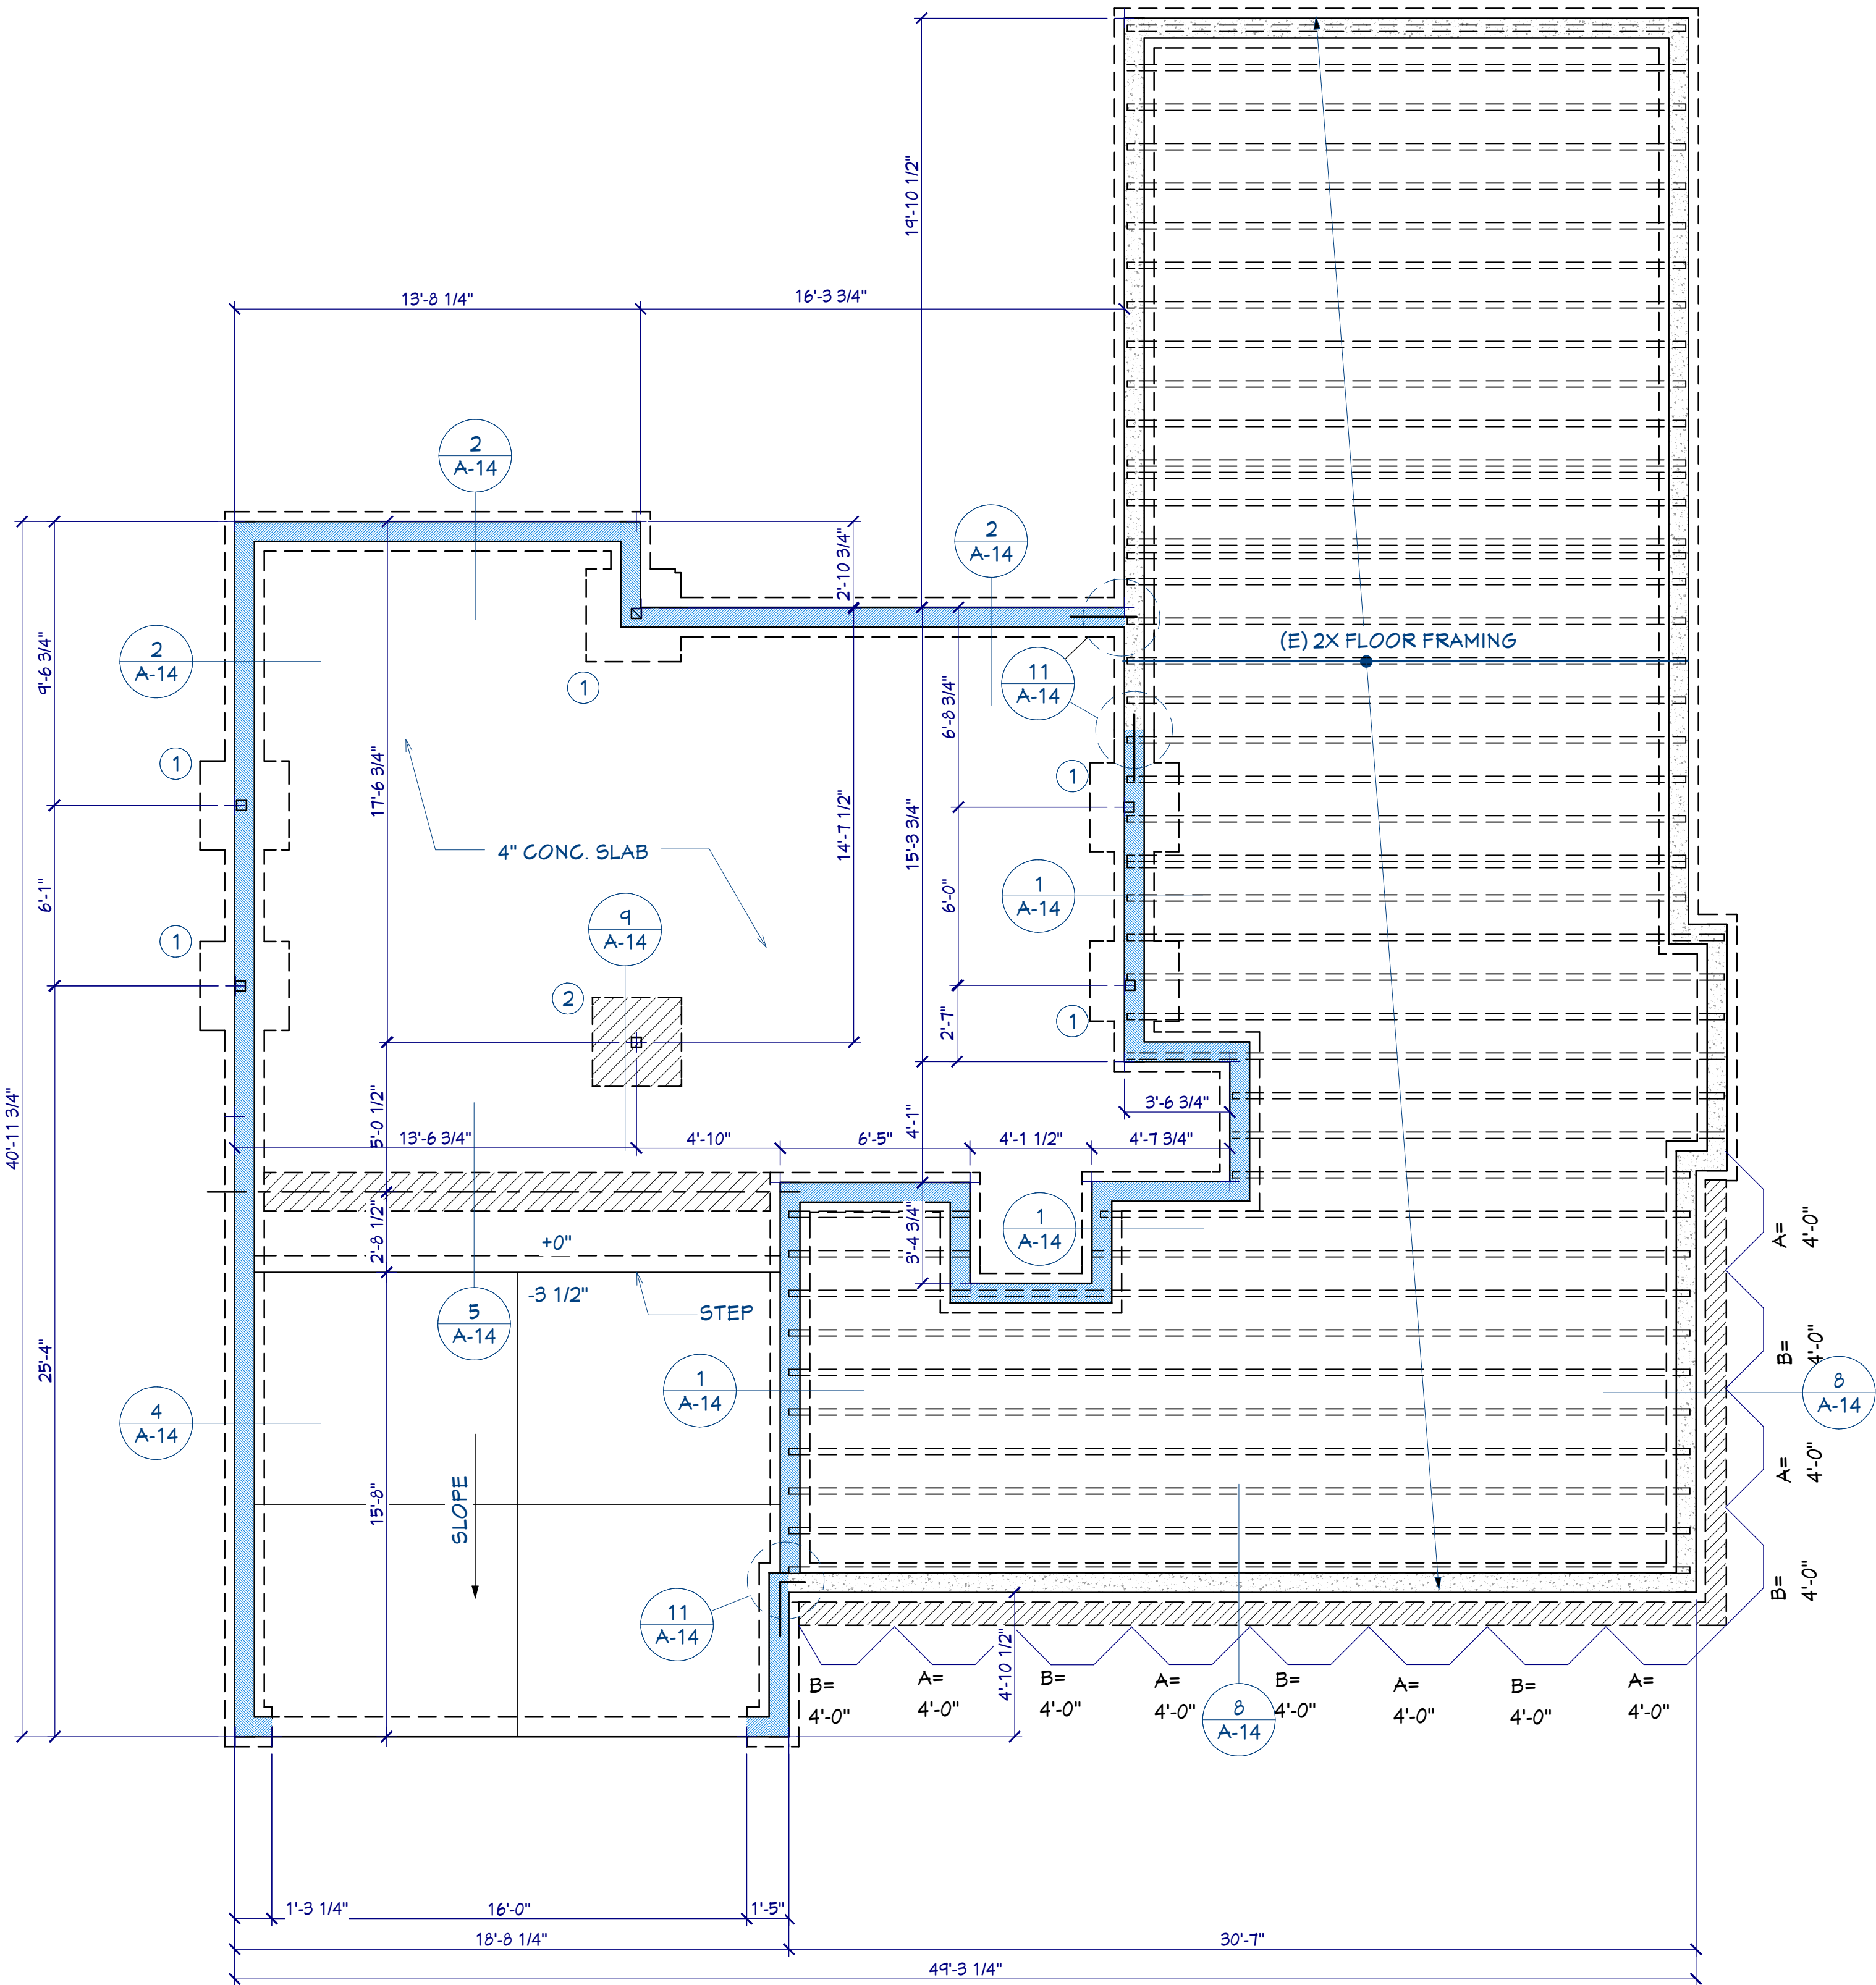 19'-10 1/2"
13'-8 1/4"
16'-3 3/4"
2
A-14
2
A-14
2'-10 3/4"
(E) 2X FLOOR FRAMING
2
A-14
9'-6 3/4"
11
A-14
1
6'-8 3/4"
1
17'-6 3/4"
1
14'-7 1/2"
15'-3 3/4"
4" CONC. SLAB
6'-1"
6'-0"
1
A-14
9
A-14
1
2
2'-7"
1
40'-11 3/4"
5'-0 1/2"
4'-1"
3'-6 3/4"
13'-6 3/4"
4'-10"
6'-5"
4'-1 1/2"
4'-7 3/4"
2'-8 1/2"
3'-4 3/4"
1
A-14
A=
4'-0"
+0"
-3 1/2"
STEP
5
A-14
B=
4'-0"
25'-4"
1
A-14
8
A-14
4
A-14
A=
4'-0"
15'-8"
SLOPE
B=
4'-0"
11
A-14
4'-10 1/2"
B=
4'-0"
A=
4'-0"
B=
4'-0"
A=
4'-0"
8
A-14
B=
4'-0"
A=
4'-0"
B=
4'-0"
A=
4'-0"
1'-3 1/4"
16'-0"
1'-5"
18'-8 1/4"
30'-7"
49'-3 1/4"